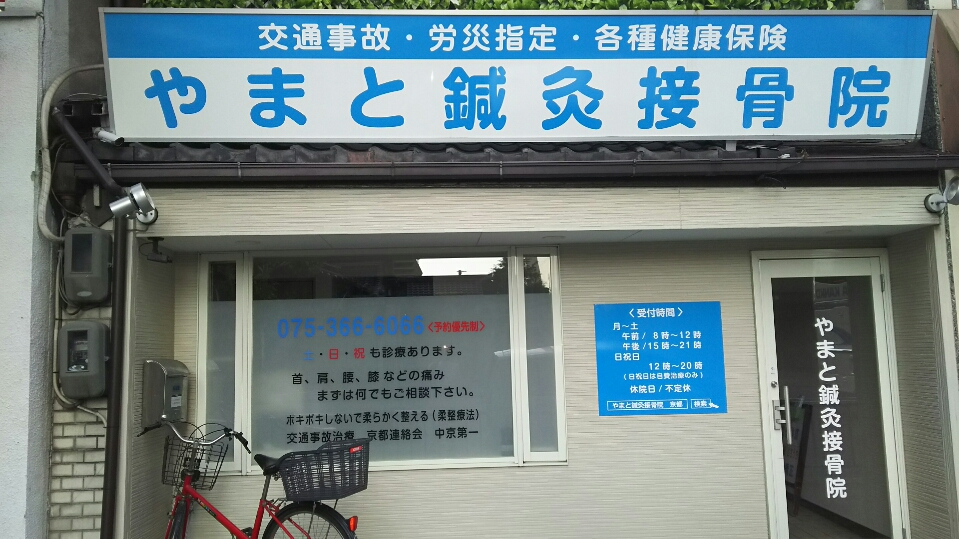 交通事故・労災指定・各種健康保険
やまと鍼灸接骨院
075-366-6066〈予約優先制〉
土・日・祝も診療あります。
首、肩、腰、膝などの痛み
まずは何でもご相談下さい。
ボキボキしないで柔らかく整える(柔整療法)
交通事故治療 京都連絡会 中京第一
〈受付時間〉
月〜土
午前/8時〜12時
午後/15時〜21時
日祝日
12時〜20時
(日祝日は自費治療のみ)
休院日/不定休
やまと鍼灸接骨院 京都 検索
やまと鍼灸接骨院